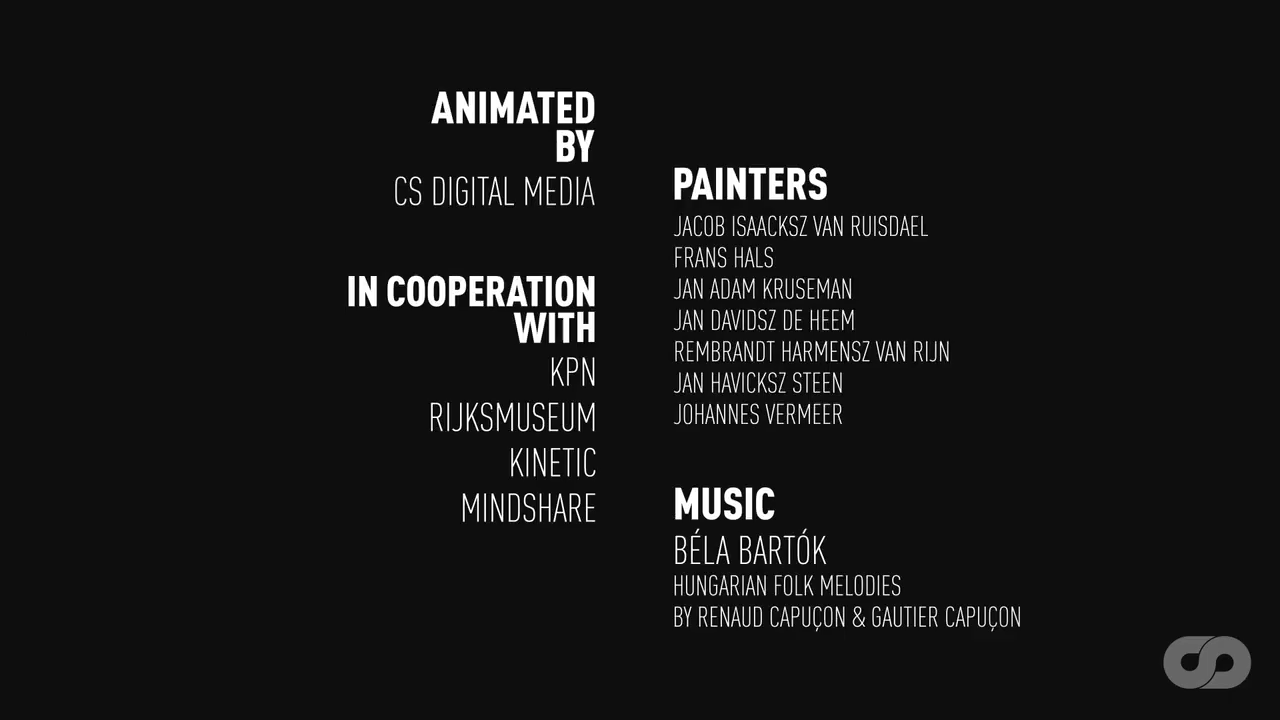 ANIMATED
BY
CS DIGITAL MEDIA
IN COOPERATION
WITH
KPN
RIJKSMUSEUM
KINETIC
MINDSHARE
PAINTERS
JACOB ISAACKSZ VAN RUISDAEL
FRANS HALS
JAN ADAM KRUSEMAN
JAN DAVIDSZ DE HEEM
REMBRANDT HARMENSZ VAN RIJN
JAN HAVICKSZ STEEN
JOHANNES VERMEER
MUSIC
BÉLA BARTÓK
HUNGARIAN FOLK MELODIES
BY RENAUD CAPUÇON & GAUTIER CAPUÇON